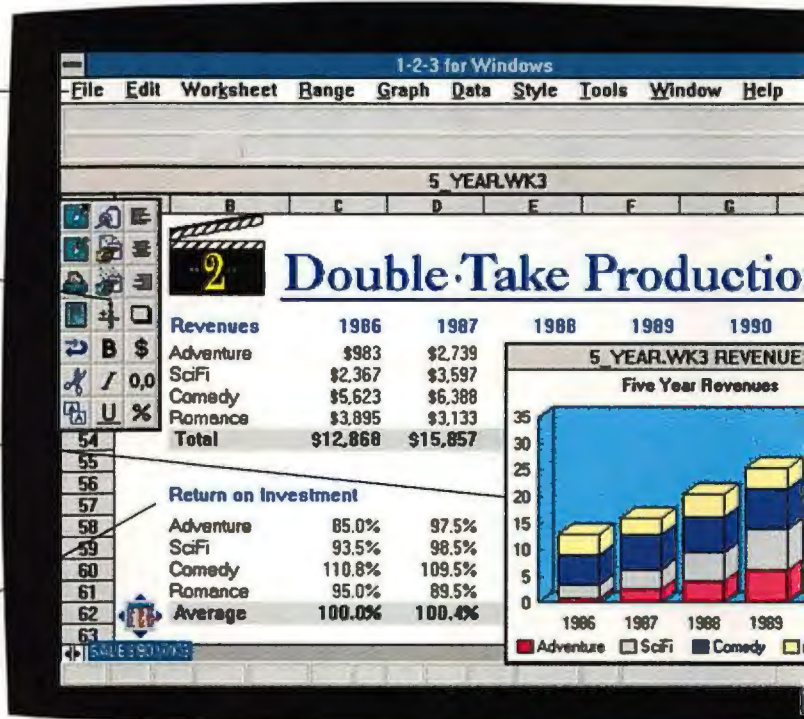 1-2-3 for Windows
File Edit Worksheet Range Graph Data Style Tools Window Help
5_YEAR.WK3
B C D E F G
2
Double·Take Productio
Revenues 1986 1987 1988 1989 1990
Adventure $983 $2,739
SciFi $2,367 $3,597
Comedy $5,623 $6,388
Romance $3,895 $3,133
54 Total $12,868 $15,857
55
56
57 Return on Investment
58 Adventure 85.0% 97.5%
59 SciFi 93.5% 98.5%
60 Comedy 110.8% 109.5%
61 Romance 95.0% 89.5%
62 Average 100.0% 100.4%
63
B $
I 0,0
U %
5_YEAR.WK3 REVENUE
Five Year Revenues
35
30
25
20
15
10
5
0
1986 1987 1988 1989
Adventure SciFi Comedy